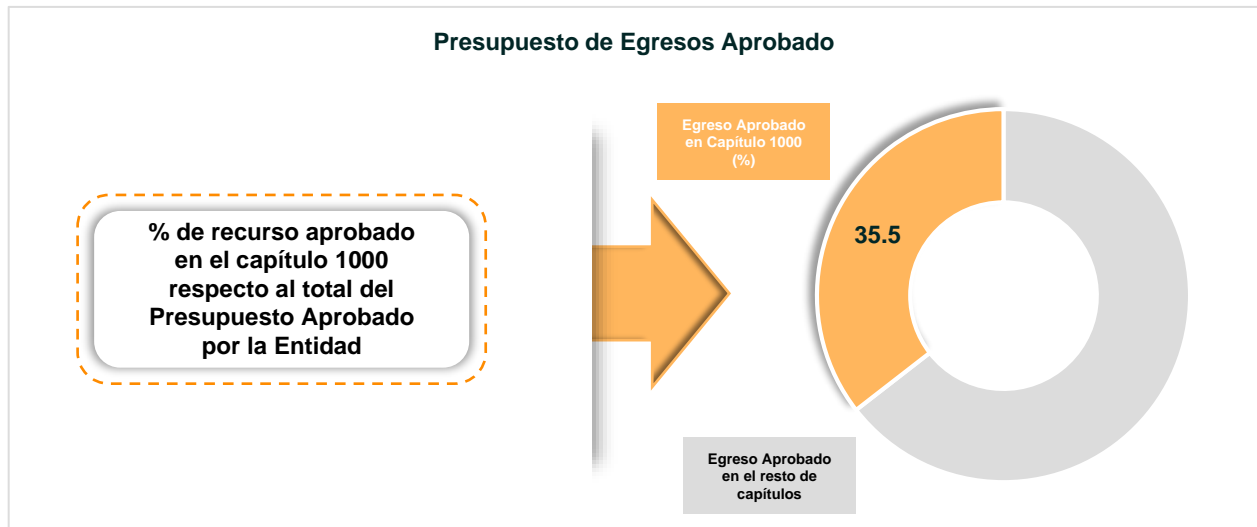 Presupuesto de Egresos Aprobado
Egreso Aprobado
en Capítulo 1000
(%)
% de recurso aprobado
en el capítulo 1000
respecto al total del
Presupuesto Aprobado
por la Entidad
35.5
Egreso Aprobado
en el resto de
capítulos